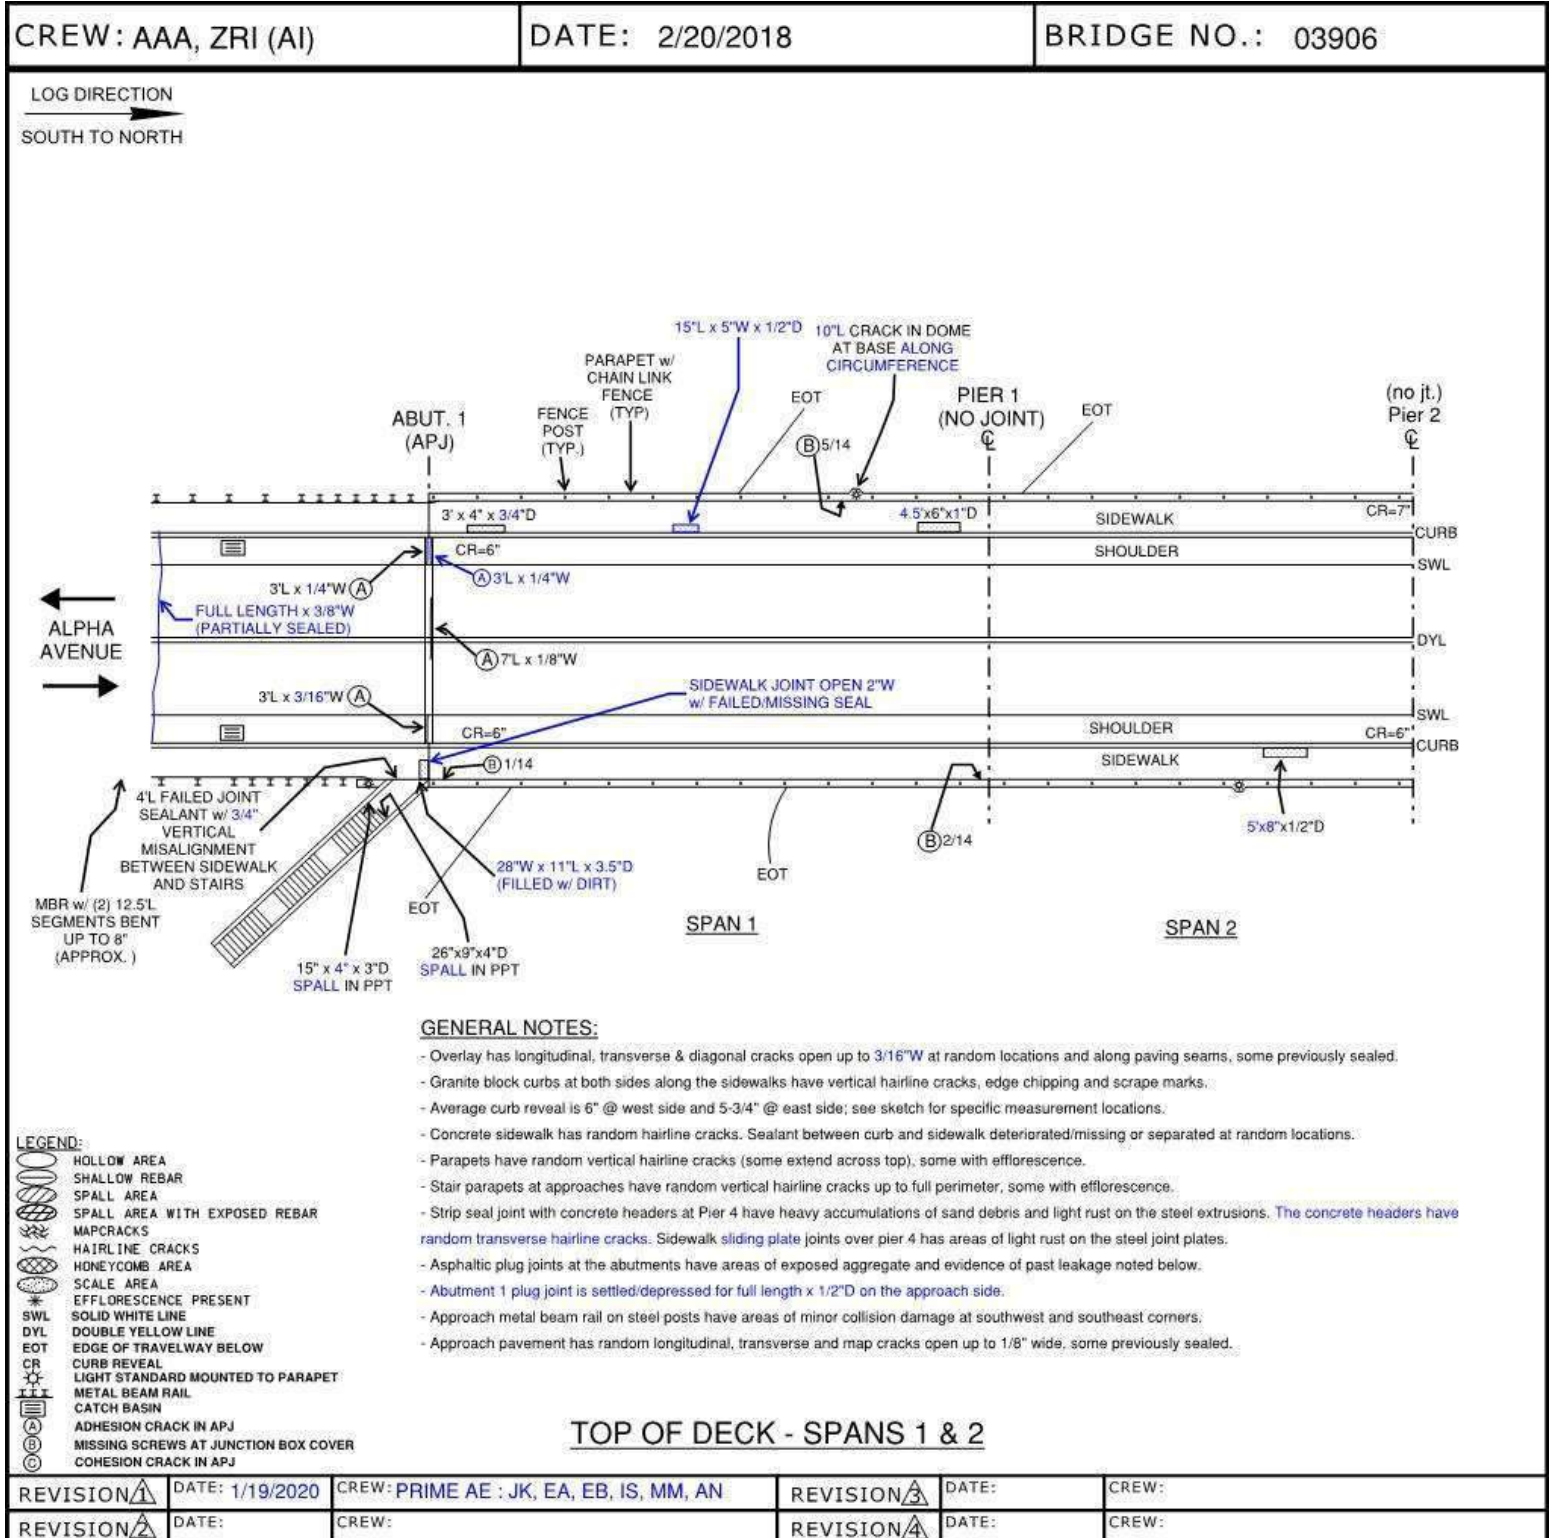 CREW: AAA, ZRI (AI)
DATE: 2/20/2018
BRIDGE NO.: 03906
LOG DIRECTION
SOUTH TO NORTH
15"L x 5"W x 1/2"D
10"L CRACK IN DOME
AT BASE ALONG
CIRCUMFERENCE
PARAPET w/
CHAIN LINK
FENCE
(TYP)
FENCE
POST
(TYP.)
ABUT. 1
(APJ)
EOT
PIER 1
(NO JOINT)
EOT
(no jt.)
Pier 2
B 5/14
3' x 4" x 3/4"D
4.5'x6"x1"D
SIDEWALK
CR=7"
CURB
CR=6"
SHOULDER
SWL
3'L x 1/4"W A
A 3'L x 1/4"W
FULL LENGTH x 3/8"W
(PARTIALLY SEALED)
ALPHA
AVENUE
DYL
A 7'L x 1/8"W
3'L x 3/16"W A
SIDEWALK JOINT OPEN 2"W
w/ FAILED/MISSING SEAL
SWL
CR=6"
SHOULDER
CR=6"
CURB
SIDEWALK
B 1/14
4'L FAILED JOINT
SEALANT w/ 3/4"
VERTICAL
MISALIGNMENT
BETWEEN SIDEWALK
AND STAIRS
5'x8"x1/2"D
B 2/14
28"W x 11"L x 3.5"D
(FILLED w/ DIRT)
EOT
EOT
MBR w/ (2) 12.5'L
SEGMENTS BENT
UP TO 8"
(APPROX. )
SPAN 1
SPAN 2
15" x 4" x 3"D
SPALL IN PPT
26"x9"x4"D
SPALL IN PPT
GENERAL NOTES:
- Overlay has longitudinal, transverse & diagonal cracks open up to 3/16"W at random locations and along paving seams, some previously sealed.
- Granite block curbs at both sides along the sidewalks have vertical hairline cracks, edge chipping and scrape marks.
- Average curb reveal is 6" @ west side and 5-3/4" @ east side; see sketch for specific measurement locations.
- Concrete sidewalk has random hairline cracks. Sealant between curb and sidewalk deteriorated/missing or separated at random locations.
- Parapets have random vertical hairline cracks (some extend across top), some with efflorescence.
- Stair parapets at approaches have random vertical hairline cracks up to full perimeter, some with efflorescence.
- Strip seal joint with concrete headers at Pier 4 have heavy accumulations of sand debris and light rust on the steel extrusions. The concrete headers have
random transverse hairline cracks. Sidewalk sliding plate joints over pier 4 has areas of light rust on the steel joint plates.
- Asphaltic plug joints at the abutments have areas of exposed aggregate and evidence of past leakage noted below.
- Abutment 1 plug joint is settled/depressed for full length x 1/2"D on the approach side.
- Approach metal beam rail on steel posts have areas of minor collision damage at southwest and southeast corners.
- Approach pavement has random longitudinal, transverse and map cracks open up to 1/8" wide, some previously sealed.
LEGEND:
HOLLOW AREA
SHALLOW REBAR
SPALL AREA
SPALL AREA WITH EXPOSED REBAR
MAPCRACKS
HAIRLINE CRACKS
HONEYCOMB AREA
SCALE AREA
EFFLORESCENCE PRESENT
SWL SOLID WHITE LINE
DYL DOUBLE YELLOW LINE
EOT EDGE OF TRAVELWAY BELOW
CR CURB REVEAL
LIGHT STANDARD MOUNTED TO PARAPET
METAL BEAM RAIL
CATCH BASIN
A ADHESION CRACK IN APJ
B MISSING SCREWS AT JUNCTION BOX COVER
C COHESION CRACK IN APJ
TOP OF DECK - SPANS 1 & 2
REVISION 1 DATE: 1/19/2020 CREW: PRIME AE : JK, EA, EB, IS, MM, AN REVISION 3 DATE: CREW:
REVISION 2 DATE: CREW: REVISION 4 DATE: CREW: